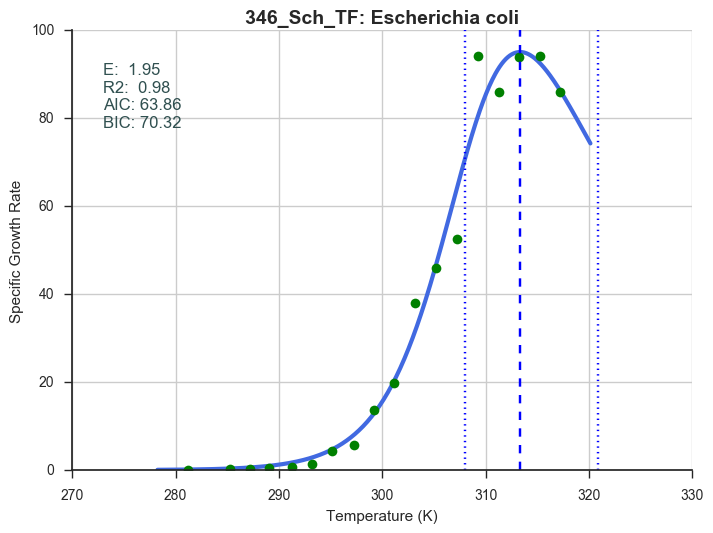 346_Sch_TF: Escherichia coli
E:  1.95
R2:  0.98
AIC: 63.86
BIC: 70.32
Specific Growth Rate
100
80
60
40
20
0
270 280 290 300 310 320 330
Temperature (K)